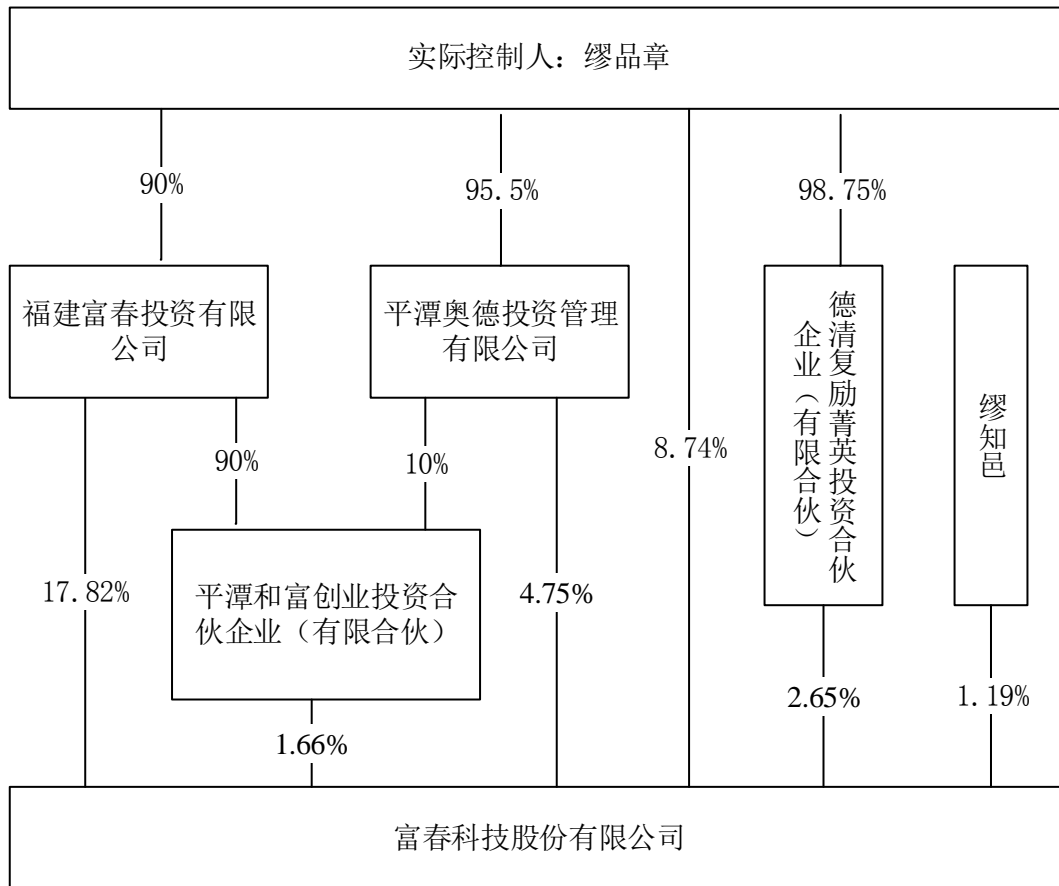 实际控制人：缪品章
90%
95.5%
98.75%
福建富春投资有限
公司
平潭奥德投资管理
有限公司
德清复励菁英投资合伙
企业（有限合伙）
缪知邑
90%
10%
8.74%
17.82%
平潭和富创业投资合
伙企业（有限合伙）
4.75%
2.65%
1.19%
1.66%
富春科技股份有限公司